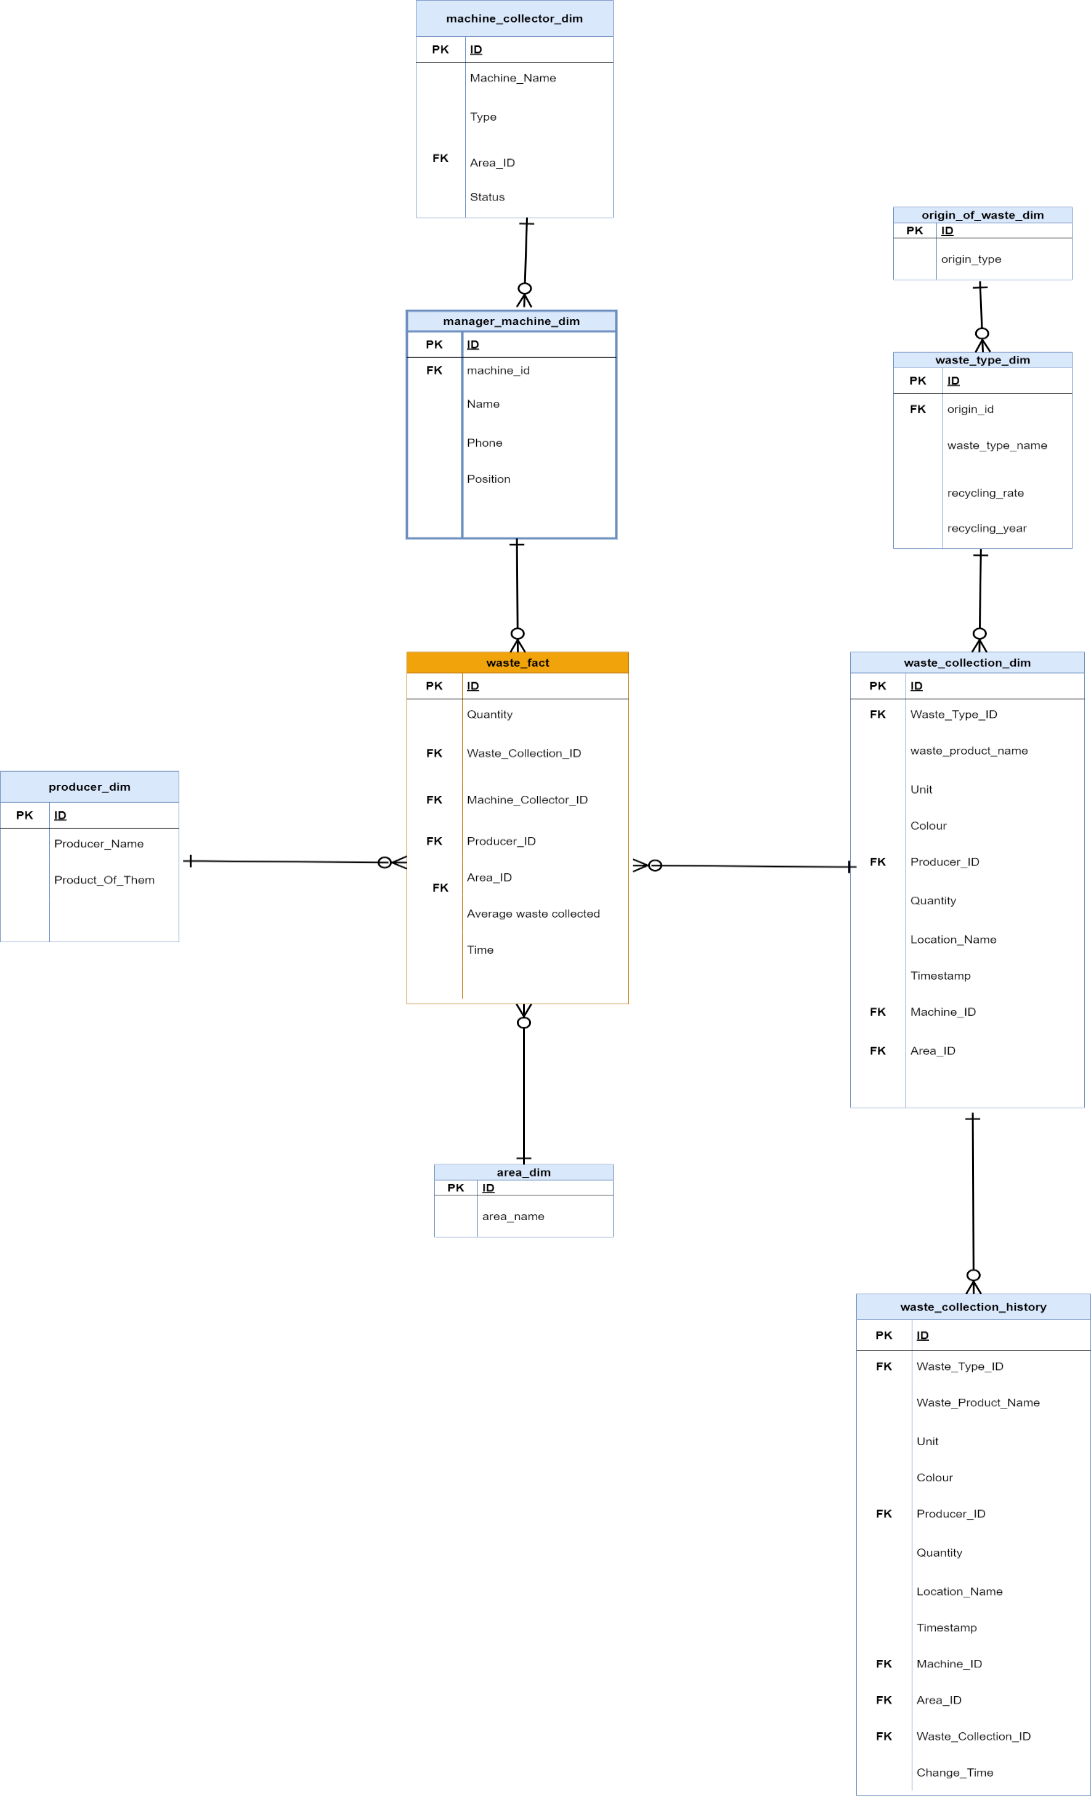 machine_collector_dim
PK ID
Machine_Name
Type
FK Area_ID
Status
origin_of_waste_dim
PK ID
origin_type
manager_machine_dim
PK ID
FK machine_id
Name
Phone
Position
waste_type_dim
PK ID
FK origin_id
waste_type_name
recycling_rate
recycling_year
waste_fact
PK ID
Quantity
FK Waste_Collection_ID
FK Machine_Collector_ID
FK Producer_ID
FK Area_ID
Average waste collected
Time
waste_collection_dim
PK ID
FK Waste_Type_ID
waste_product_name
Unit
Colour
FK Producer_ID
Quantity
Location_Name
Timestamp
FK Machine_ID
FK Area_ID
producer_dim
PK ID
Producer_Name
Product_Of_Them
area_dim
PK ID
area_name
waste_collection_history
PK ID
FK Waste_Type_ID
Waste_Product_Name
Unit
Colour
FK Producer_ID
Quantity
Location_Name
Timestamp
FK Machine_ID
FK Area_ID
FK Waste_Collection_ID
Change_Time